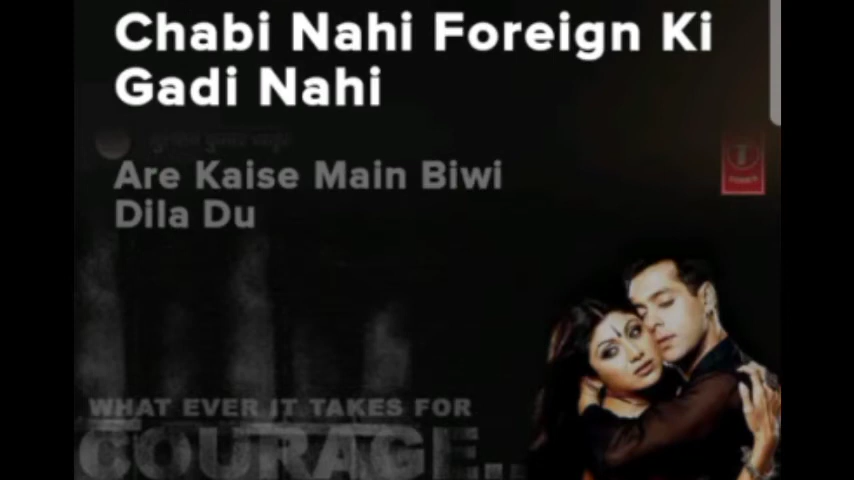 Chabi Nahi Foreign Ki
Gadi Nahi
Are Kaise Main Biwi
Dila Du
WHAT EVER IT TAKES FOR
COURAGE..